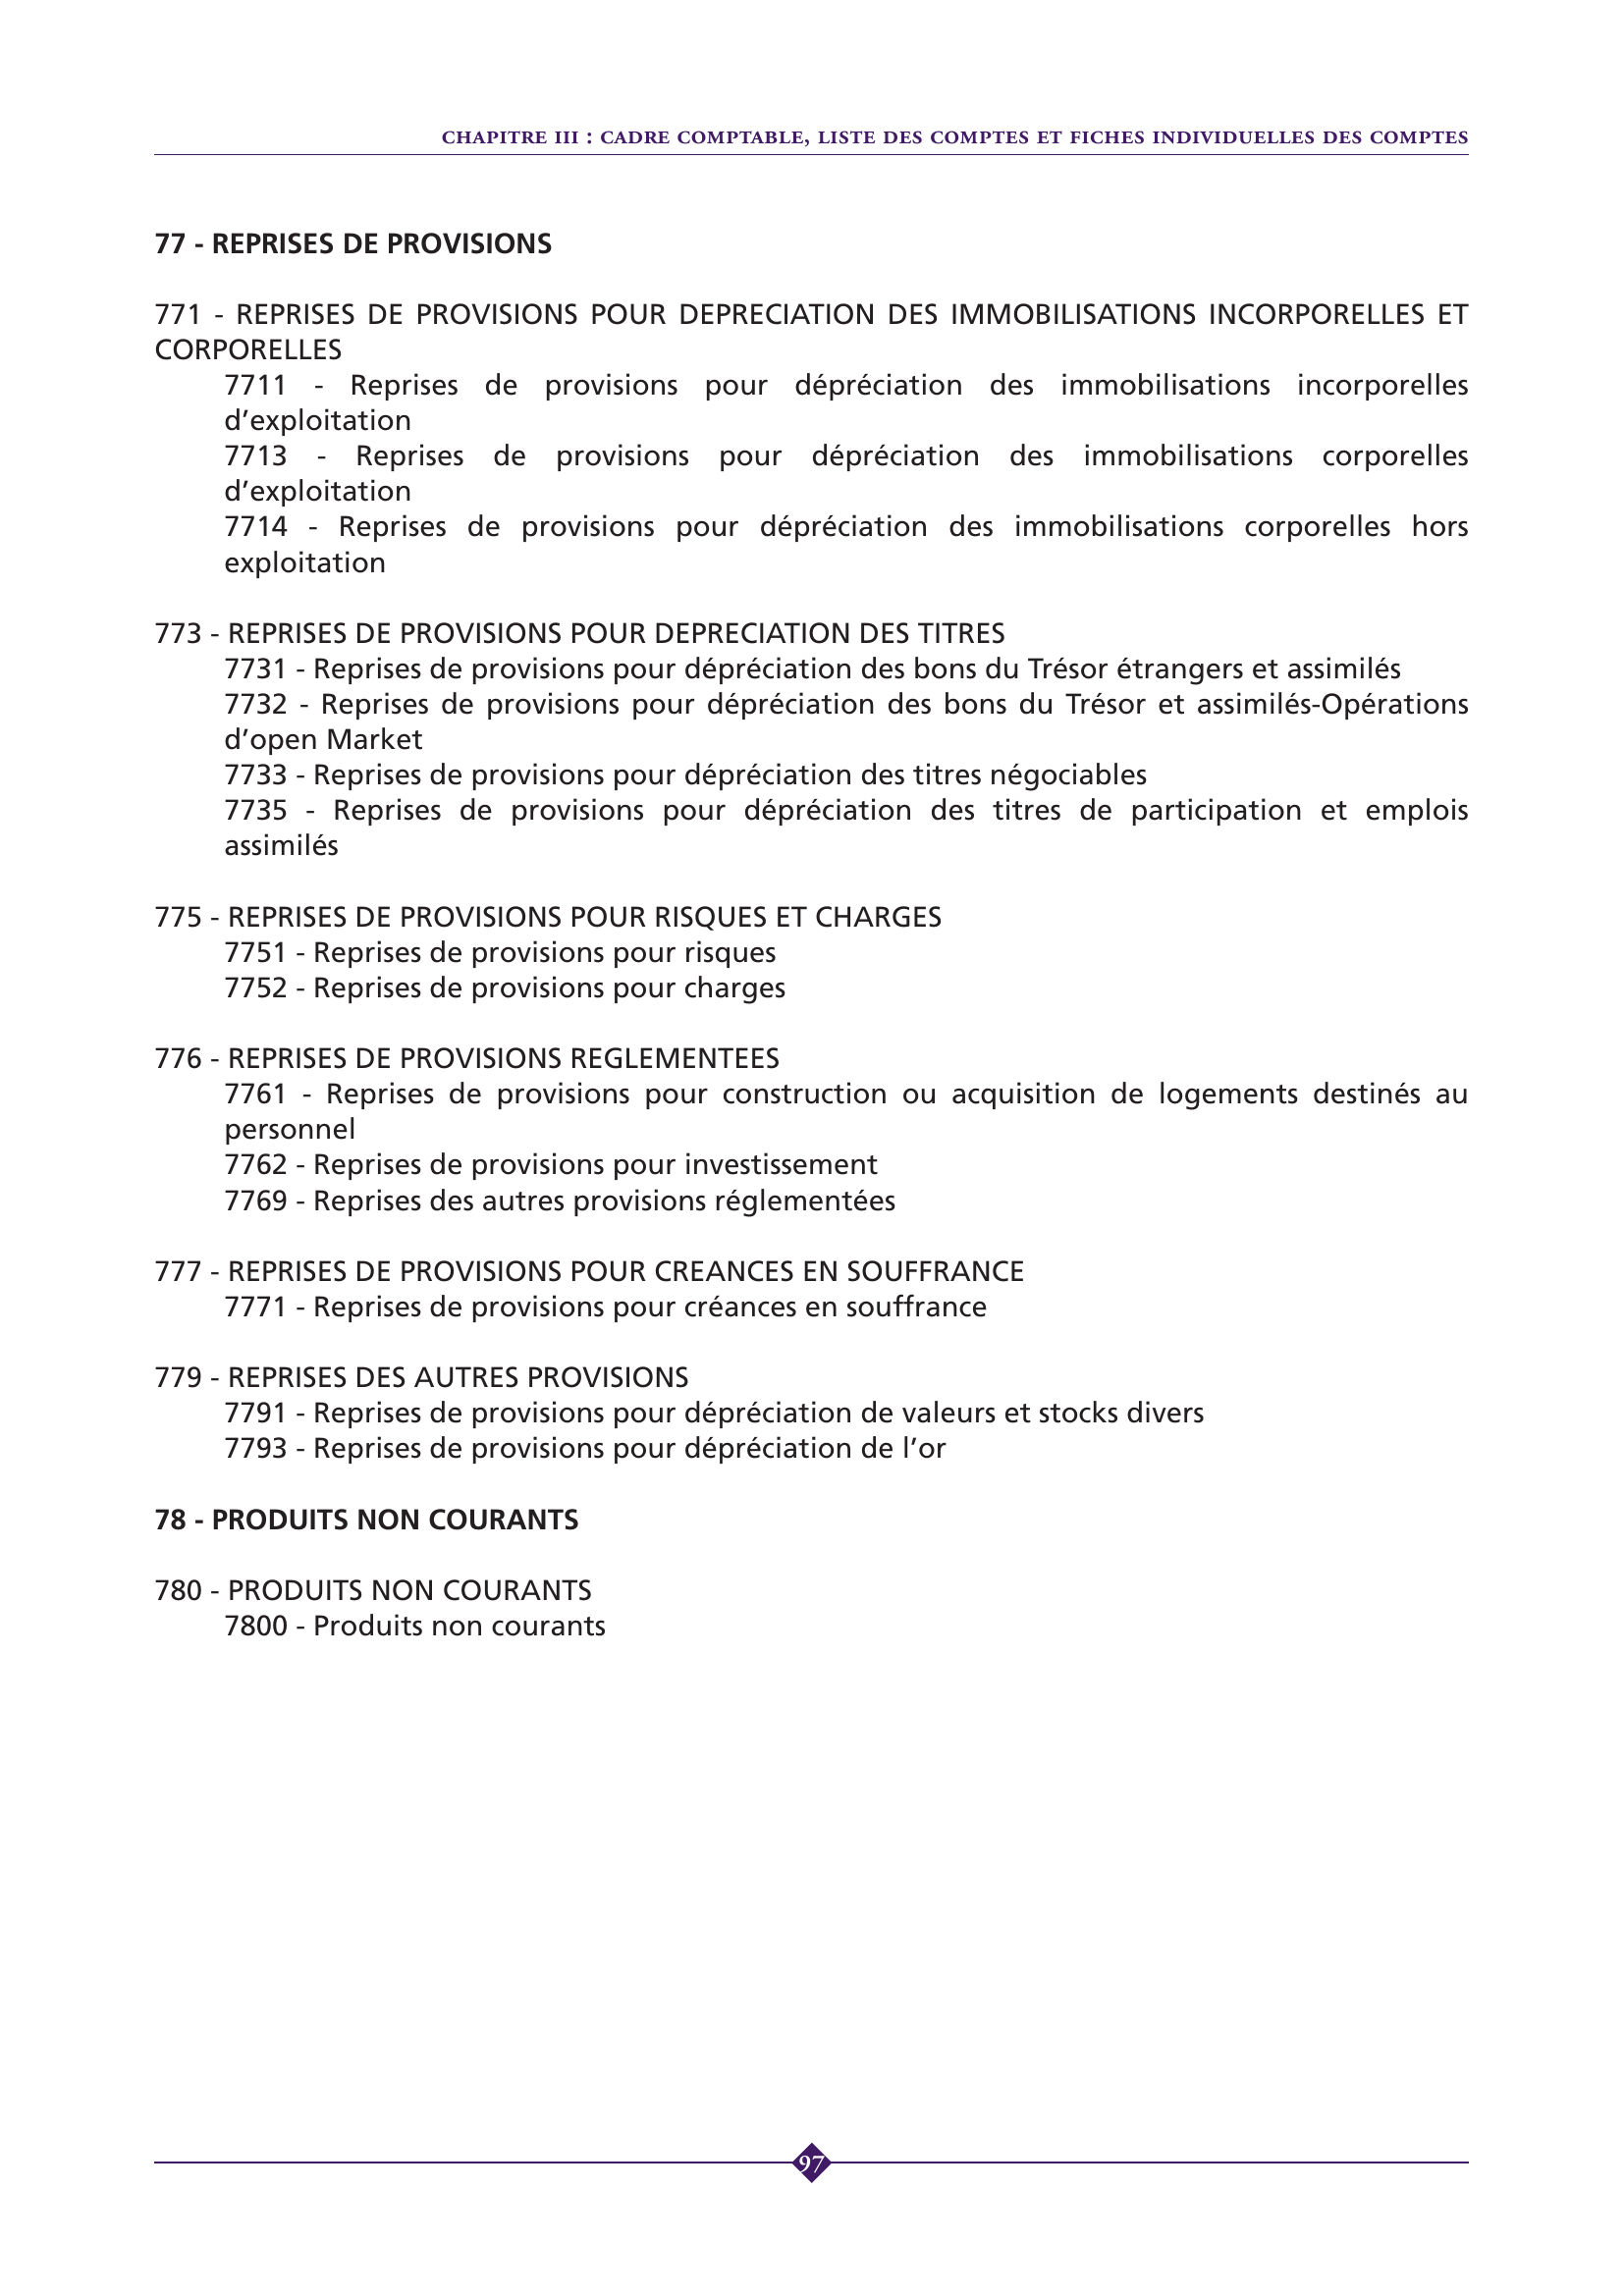 CHAPITRE III : CADRE COMPTABLE, LISTE DES COMPTES ET FICHES INDIVIDUELLES DES COMPTES
77 - REPRISES DE PROVISIONS
771 - REPRISES DE PROVISIONS POUR DEPRECIATION DES IMMOBILISATIONS INCORPORELLES ET
CORPORELLES
7711 - Reprises de provisions pour dépréciation des immobilisations incorporelles
d’exploitation
7713 - Reprises de provisions pour dépréciation des immobilisations corporelles
d’exploitation
7714 - Reprises de provisions pour dépréciation des immobilisations corporelles hors
exploitation
773 - REPRISES DE PROVISIONS POUR DEPRECIATION DES TITRES
7731 - Reprises de provisions pour dépréciation des bons du Trésor étrangers et assimilés
7732 - Reprises de provisions pour dépréciation des bons du Trésor et assimilés-Opérations
d’open Market
7733 - Reprises de provisions pour dépréciation des titres négociables
7735 - Reprises de provisions pour dépréciation des titres de participation et emplois
assimilés
775 - REPRISES DE PROVISIONS POUR RISQUES ET CHARGES
7751 - Reprises de provisions pour risques
7752 - Reprises de provisions pour charges
776 - REPRISES DE PROVISIONS REGLEMENTEES
7761 - Reprises de provisions pour construction ou acquisition de logements destinés au
personnel
7762 - Reprises de provisions pour investissement
7769 - Reprises des autres provisions réglementées
777 - REPRISES DE PROVISIONS POUR CREANCES EN SOUFFRANCE
7771 - Reprises de provisions pour créances en souffrance
779 - REPRISES DES AUTRES PROVISIONS
7791 - Reprises de provisions pour dépréciation de valeurs et stocks divers
7793 - Reprises de provisions pour dépréciation de l’or
78 - PRODUITS NON COURANTS
780 - PRODUITS NON COURANTS
7800 - Produits non courants
97